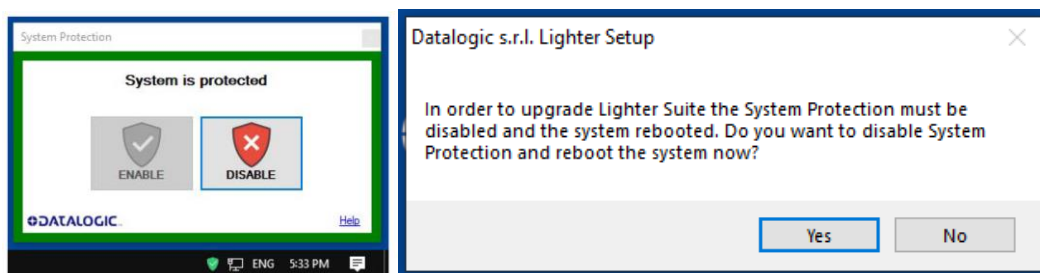 System Protection
System is protected
ENABLE
DISABLE
DATALOGIC
Help
ENG 5:33 PM
Datalogic s.r.l. Lighter Setup
In order to upgrade Lighter Suite the System Protection must be
disabled and the system rebooted. Do you want to disable System
Protection and reboot the system now?
Yes
No